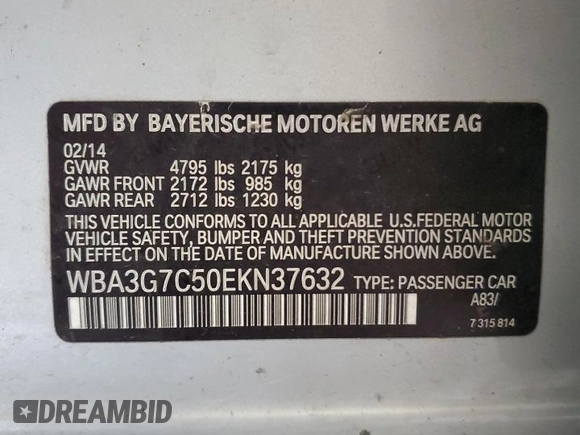 MFD BY BAYERISCHE MOTOREN WERKE AG
02/14
GVWR 4795 lbs 2175 kg
GAWR FRONT 2172 lbs 985 kg
GAWR REAR 2712 lbs 1230 kg
THIS VEHICLE CONFORMS TO ALL APPLICABLE U.S.FEDERAL MOTOR
VEHICLE SAFETY, BUMPER AND THEFT PREVENTION STANDARDS
IN EFFECT ON THE DATE OF MANUFACTURE SHOWN ABOVE.
WBA3G7C50EKN37632 TYPE: PASSENGER CAR
A83/
7 315 814
DREAMBID